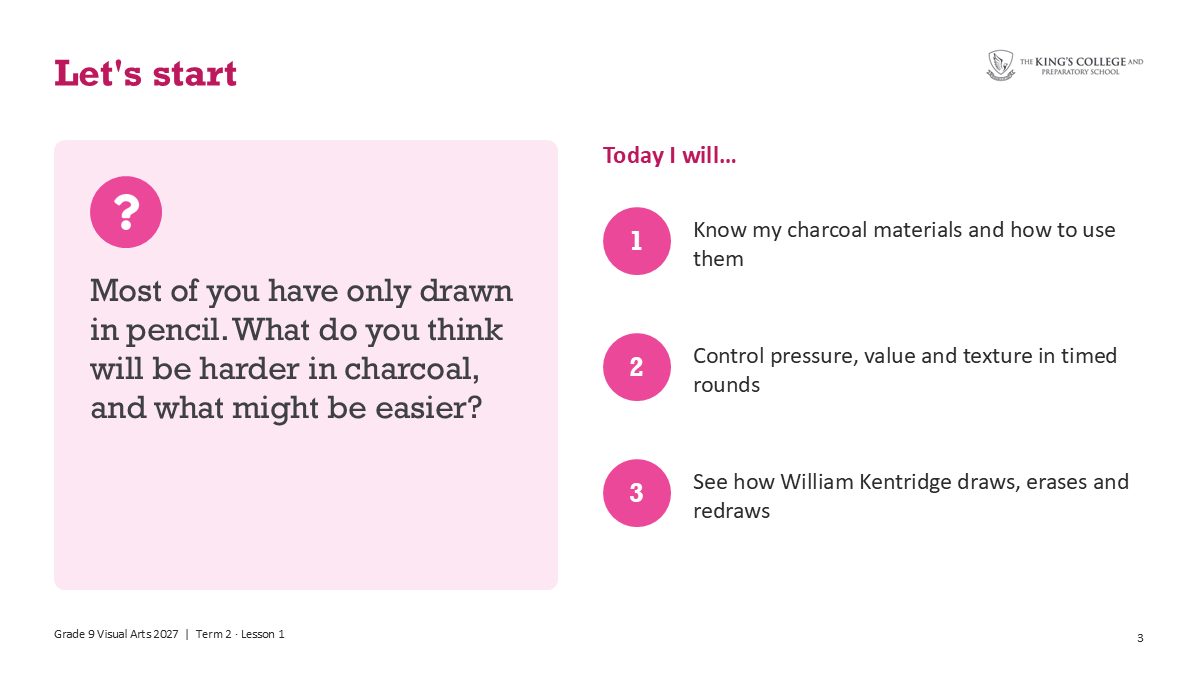 Let's start
THE KING'S COLLEGE AND
PREPARATORY SCHOOL
?
Most of you have only drawn
in pencil. What do you think
will be harder in charcoal,
and what might be easier?
Today I will...
1
Know my charcoal materials and how to use
them
2
Control pressure, value and texture in timed
rounds
3
See how William Kentridge draws, erases and
redraws
Grade 9 Visual Arts 2027 | Term 2 · Lesson 1
3